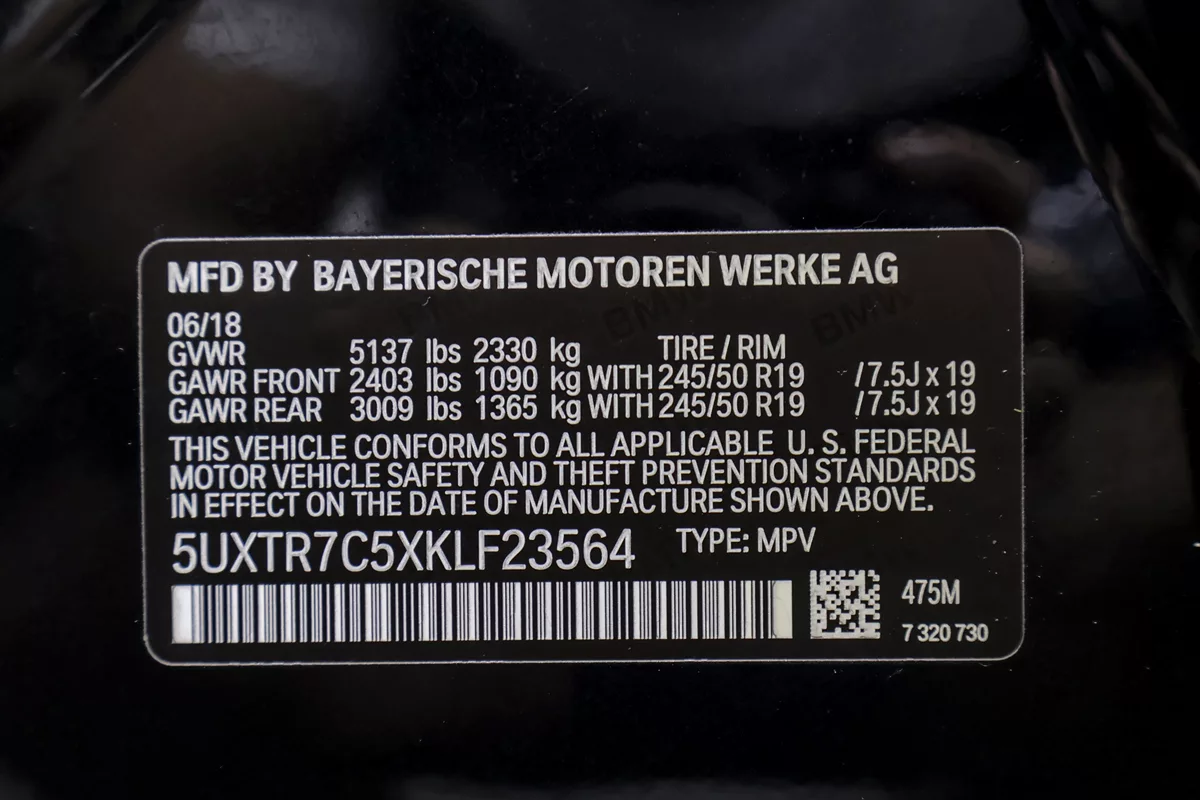 MFD BY BAYERISCHE MOTOREN WERKE AG
06/18
GVWR 5137 lbs 2330 kg TIRE / RIM
GAWR FRONT 2403 lbs 1090 kg WITH 245/50 R19 /7.5J x 19
GAWR REAR 3009 lbs 1365 kg WITH 245/50 R19 /7.5J x 19
THIS VEHICLE CONFORMS TO ALL APPLICABLE U. S. FEDERAL
MOTOR VEHICLE SAFETY AND THEFT PREVENTION STANDARDS
IN EFFECT ON THE DATE OF MANUFACTURE SHOWN ABOVE.
5UXTR7C5XKLF23564 TYPE: MPV
475M
7 320 730
BMW
BMW